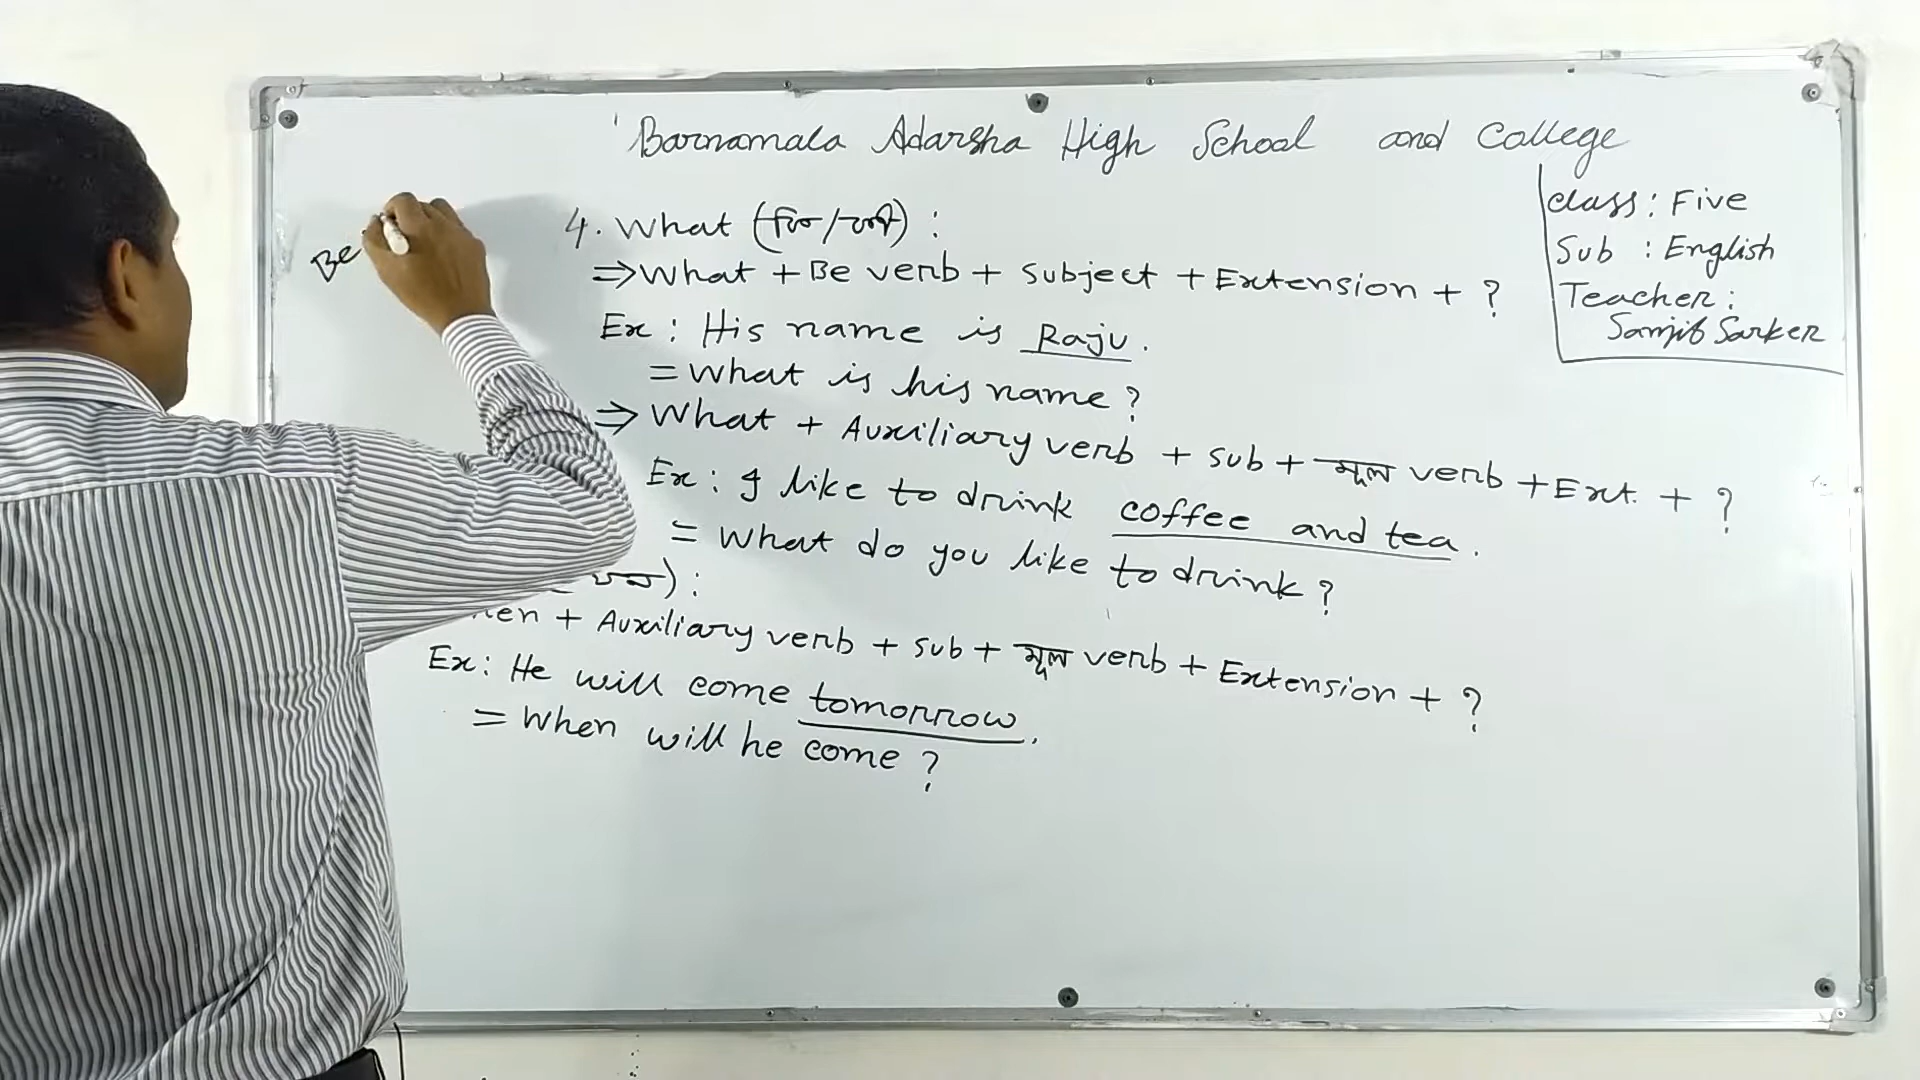 Barnamala Adarsha High School and College
Class: Five
Sub : English
Teacher:
Sanjit Sarker
Be
4. What (কি/কোন) :
⇒ What + Be verb + Subject + Extension + ?
Ex : His name is Raju.
= What is his name?
⇒ What + Auxiliary verb + sub + মূল verb + Ext. + ?
Ex : I like to drink coffee and tea.
= What do you like to drink?
) :
+ Auxiliary verb + sub + মূল verb + Extension + ?
Ex : He will come tomorrow.
= When will he come?